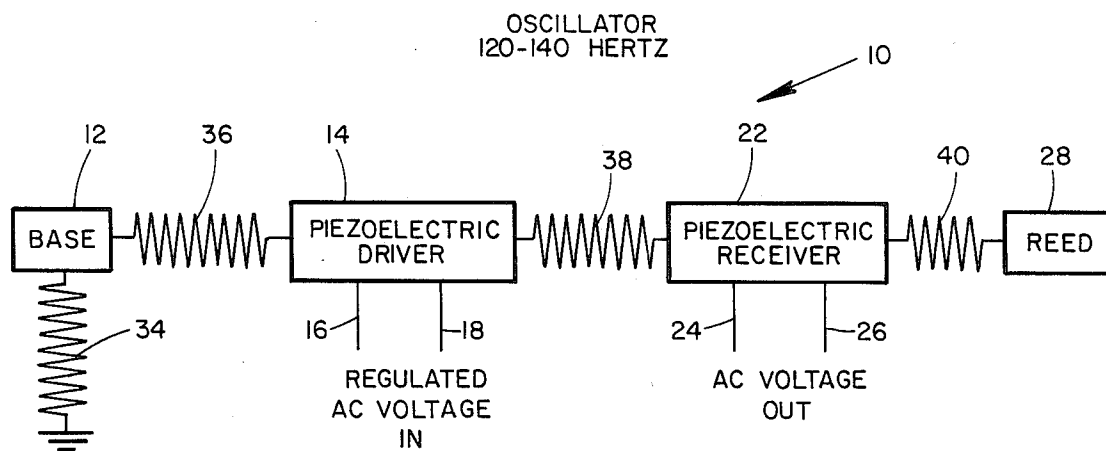 OSCILLATOR
120-140 HERTZ
10
12
36
14
38
22
40
28
BASE
PIEZOELECTRIC
DRIVER
PIEZOELECTRIC
RECEIVER
REED
34
16
18
24
26
REGULATED
AC VOLTAGE
IN
AC VOLTAGE
OUT